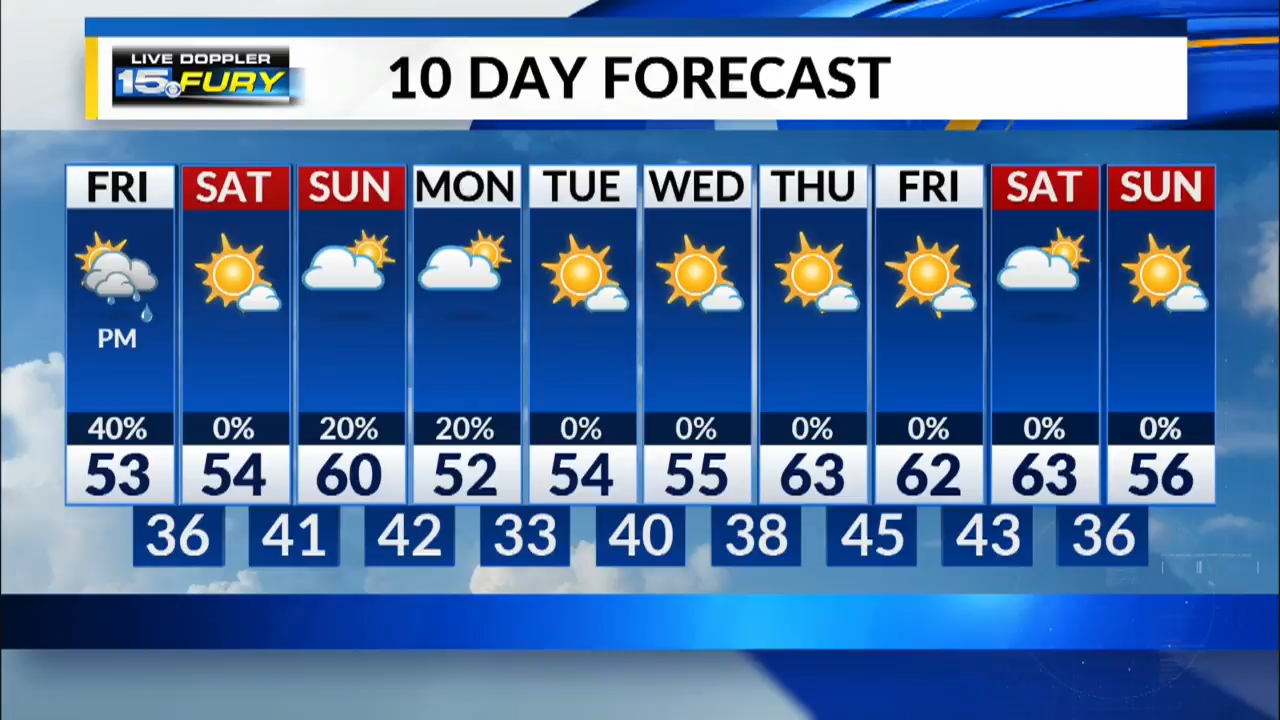 LIVE DOPPLER
15 FURY
10 DAY FORECAST
FRI SAT SUN MON TUE WED THU FRI SAT SUN
PM
40% 0% 20% 20% 0% 0% 0% 0% 0% 0%
53 54 60 52 54 55 63 62 63 56
36 41 42 33 40 38 45 43 36